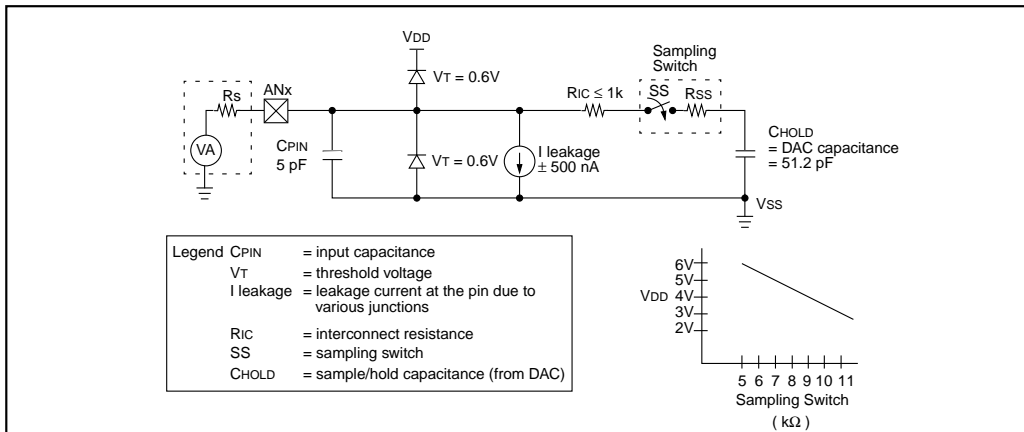 VDD
Sampling
Switch
VT = 0.6V
ANx
RIC ≤ 1k
SS
RSS
Rs
VA
CPIN
5 pF
VT = 0.6V
I leakage
± 500 nA
CHOLD
= DAC capacitance
= 51.2 pF
VSS
Legend CPIN = input capacitance
VT = threshold voltage
I leakage = leakage current at the pin due to
various junctions
RIC = interconnect resistance
SS = sampling switch
CHOLD = sample/hold capacitance (from DAC)
6V
5V
VDD 4V
3V
2V
5 6 7 8 9 10 11
Sampling Switch
( kΩ )